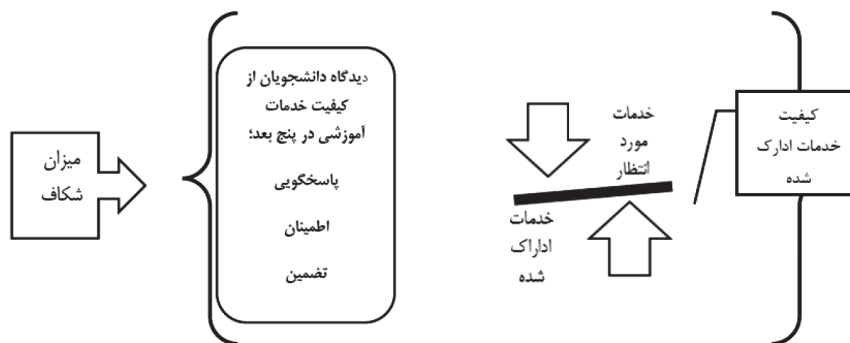 کیفیت
خدمات ادارک
شده
خدمات
مورد
انتظار
خدمات
اداراک
شده
دیدگاه دانشجویان از
کیفیت خدمات
آموزشی در پنج بعد؛
پاسخگویی
اطمینان
تضمین
میزان
شکاف